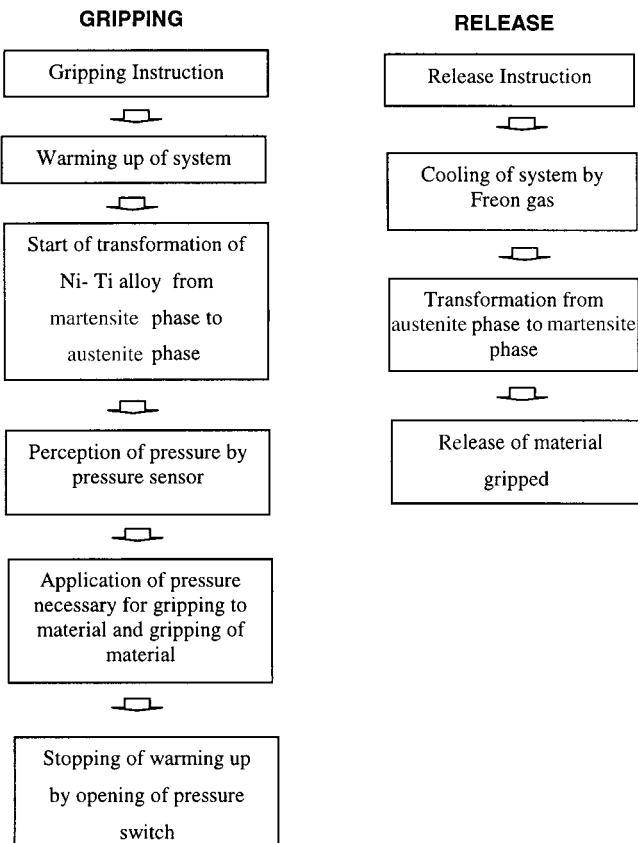 GRIPPING
Gripping Instruction
Warming up of system
Start of transformation of
Ni- Ti alloy from
martensite phase to
austenite phase
Perception of pressure by
pressure sensor
Application of pressure
necessary for gripping to
material and gripping of
material
Stopping of warming up
by opening of pressure
switch
RELEASE
Release Instruction
Cooling of system by
Freon gas
Transformation from
austenite phase to martensite
phase
Release of material
gripped